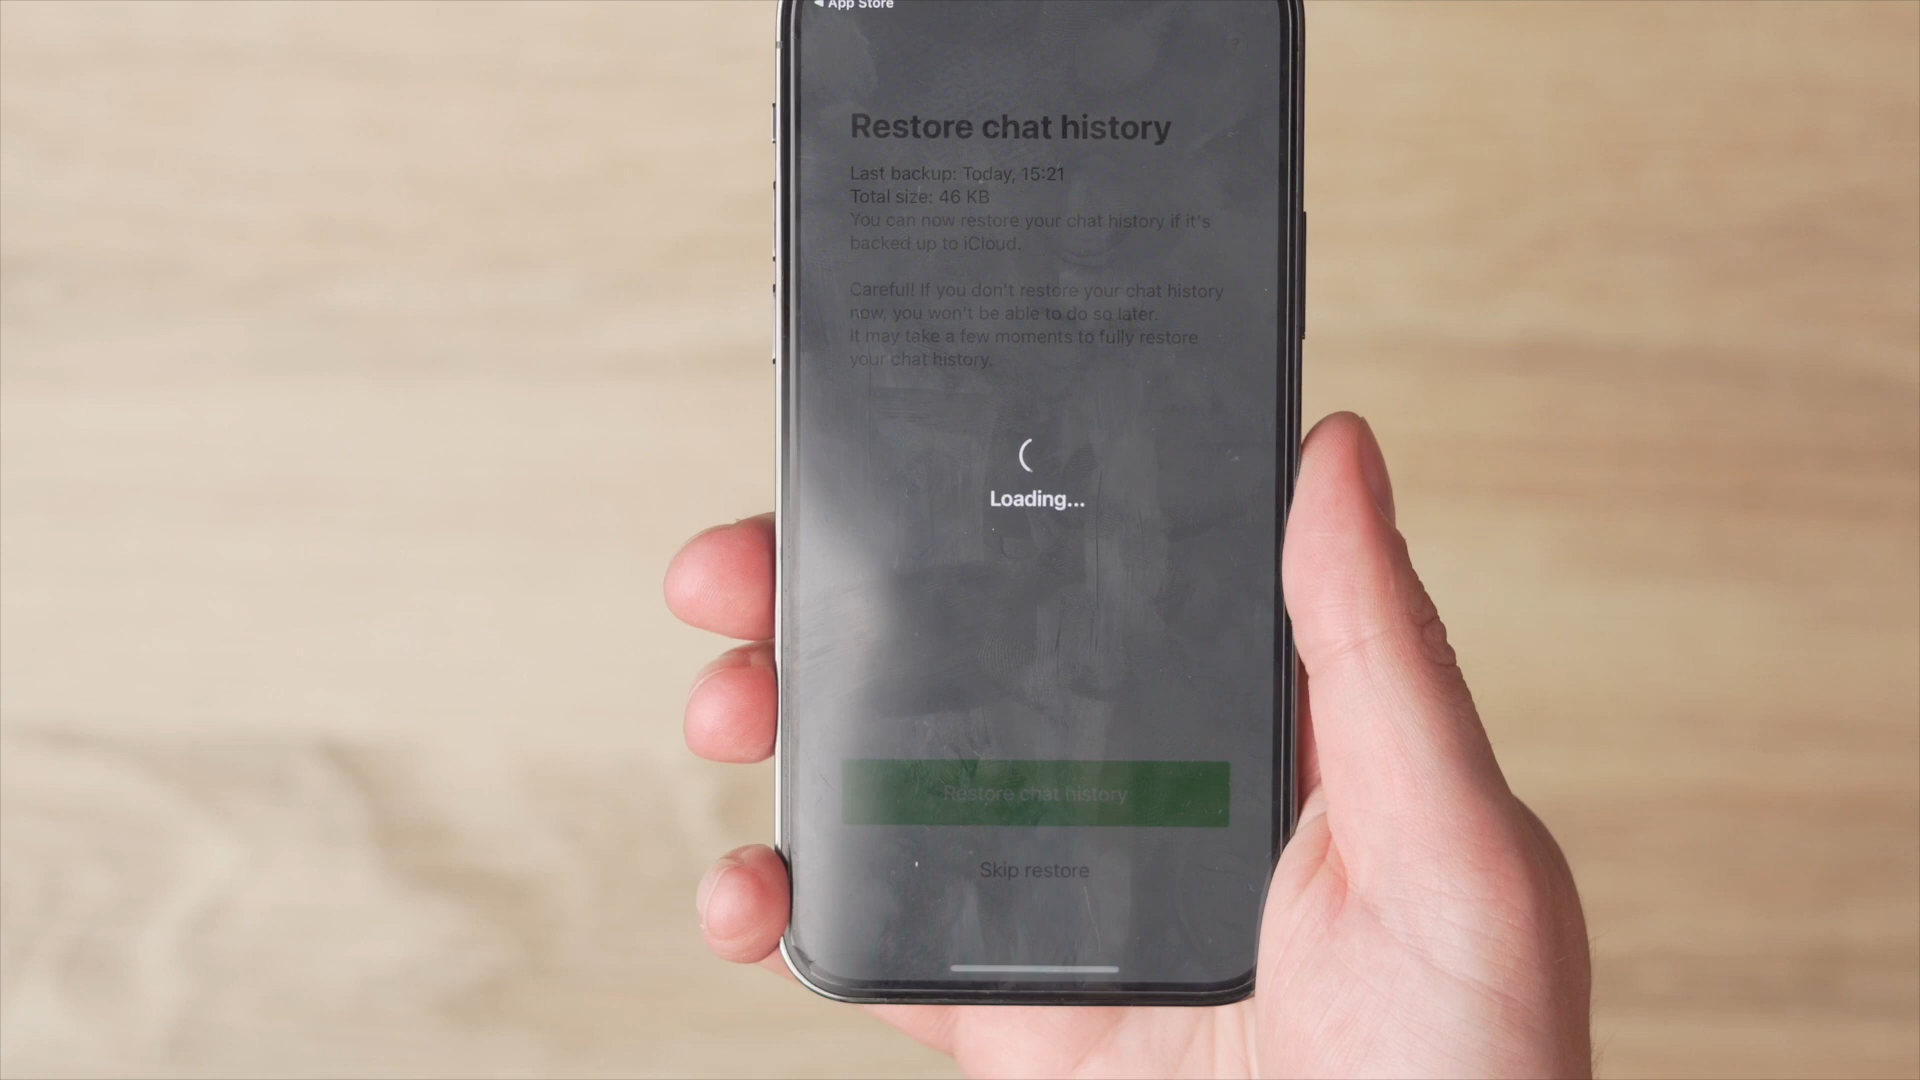 ◀ App Store
Restore chat history
Last backup: Today, 15:21
Total size: 46 KB
You can now restore your chat history if it's
backed up to iCloud.
Careful! If you don't restore your chat history
now, you won't be able to do so later.
It may take a few moments to fully restore
your chat history.
Loading...
Restore chat history
Skip restore